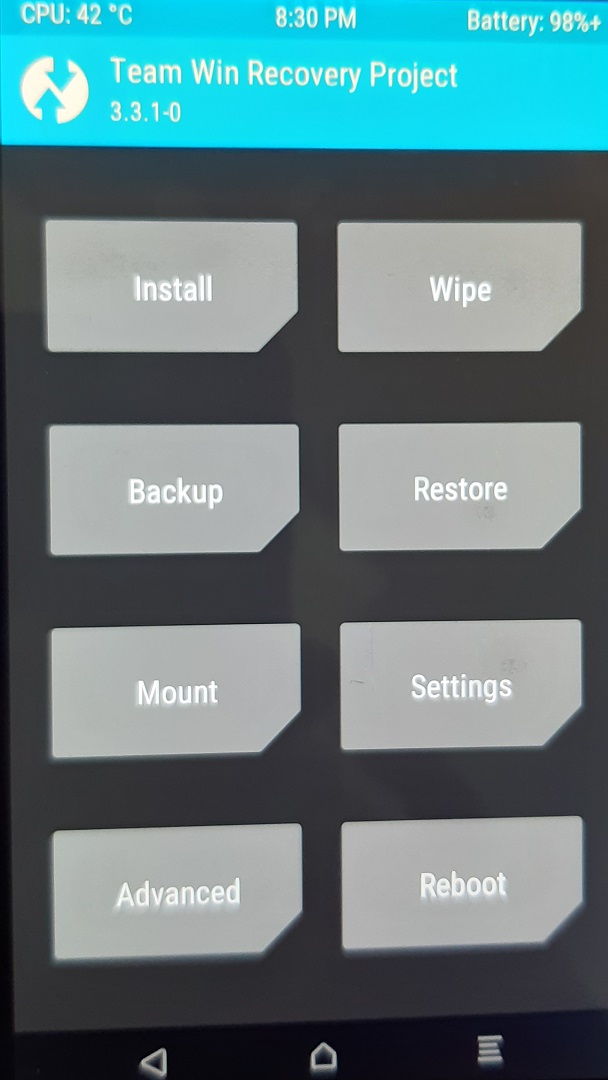 CPU: 42 °C 8:30 PM Battery: 98%+
Team Win Recovery Project
3.3.1-0
Install Wipe
Backup Restore
Mount Settings
Advanced Reboot